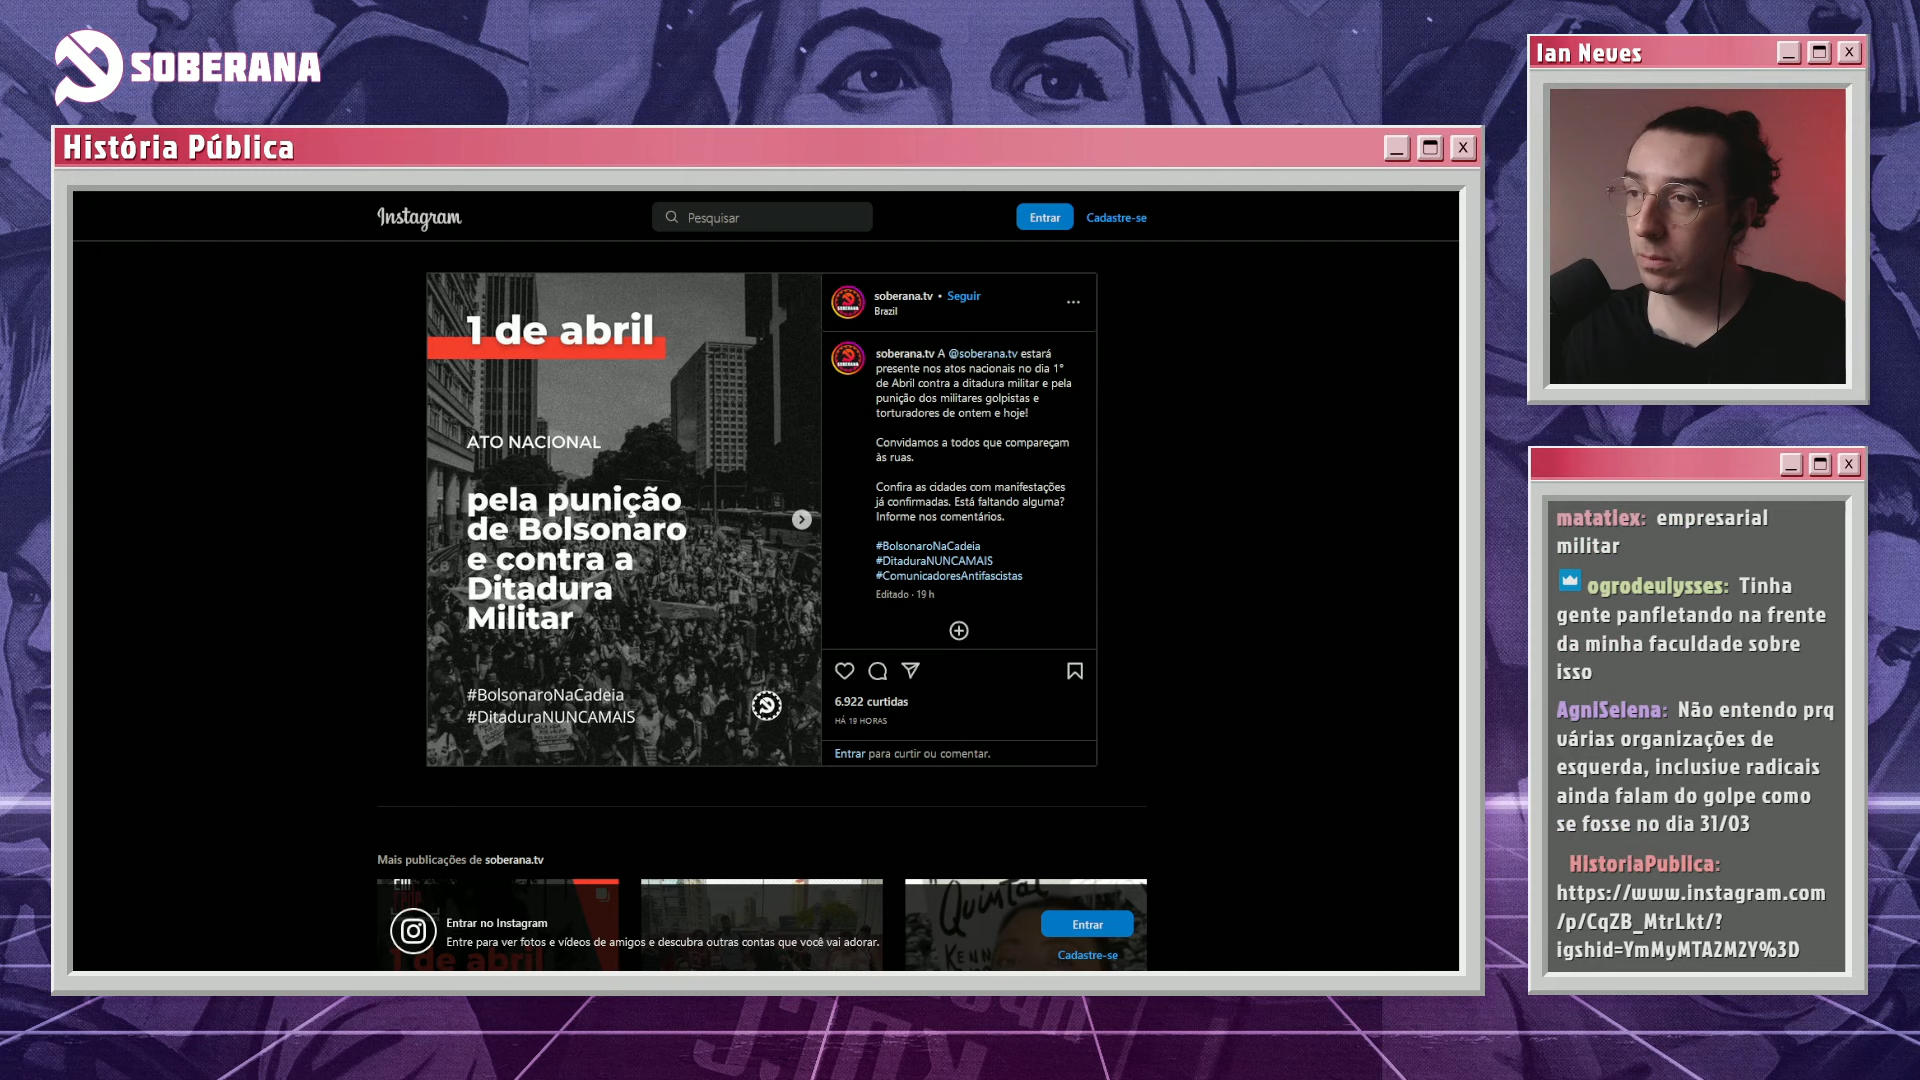 SOBERANA
História Pública
Instagram
Pesquisar
Entrar
Cadastre-se
1 de abril
ATO NACIONAL
pela punição
de Bolsonaro
e contra a
Ditadura
Militar
#BolsonaroNaCadeia
#DitaduraNUNCAMAIS
soberana.tv • Seguir
Brazil
soberana.tv A @soberana.tv estará
presente nos atos nacionais no dia 1º
de Abril contra a ditadura militar e pela
punição dos militares golpistas e
torturadores de ontem e hoje!
Convidamos a todos que compareçam
às ruas.
Confira as cidades com manifestações
já confirmadas. Está faltando alguma?
Informe nos comentários.
#BolsonaroNaCadeia
#DitaduraNUNCAMAIS
#ComunicadoresAntifascistas
Editado · 19 h
6.922 curtidas
HÁ 19 HORAS
Entrar para curtir ou comentar.
Mais publicações de soberana.tv
Quintal
KENN
1 de abril
Entrar no Instagram
Entre para ver fotos e vídeos de amigos e descubra outras contas que você vai adorar.
Entrar
Cadastre-se
Ian Neves
matatlex: empresarial
militar
ogrodeulysses: Tinha
gente panfletando na frente
da minha faculdade sobre
isso
AgniSelena: Não entendo prq
várias organizações de
esquerda, inclusive radicais
ainda falam do golpe como
se fosse no dia 31/03
HistoriaPublica:
https://www.instagram.com
/p/CqZB_MtrLkt/?
igshid=YmMyMTA2M2Y%3D